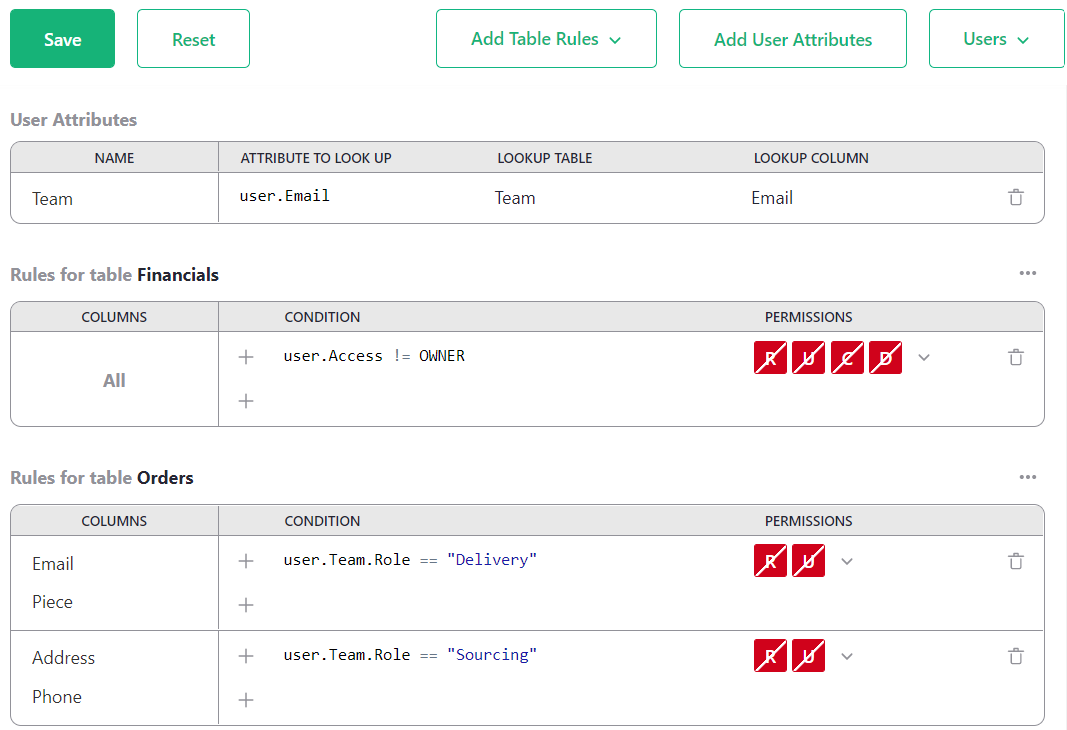 Save Reset Add Table Rules Add User Attributes Users
User Attributes
NAME ATTRIBUTE TO LOOK UP LOOKUP TABLE LOOKUP COLUMN
Team user.Email Team Email
Rules for table Financials
COLUMNS CONDITION PERMISSIONS
user.Access != OWNER R U C D
All
Rules for table Orders
COLUMNS CONDITION PERMISSIONS
Email user.Team.Role == "Delivery" R U
Piece
Address user.Team.Role == "Sourcing" R U
Phone